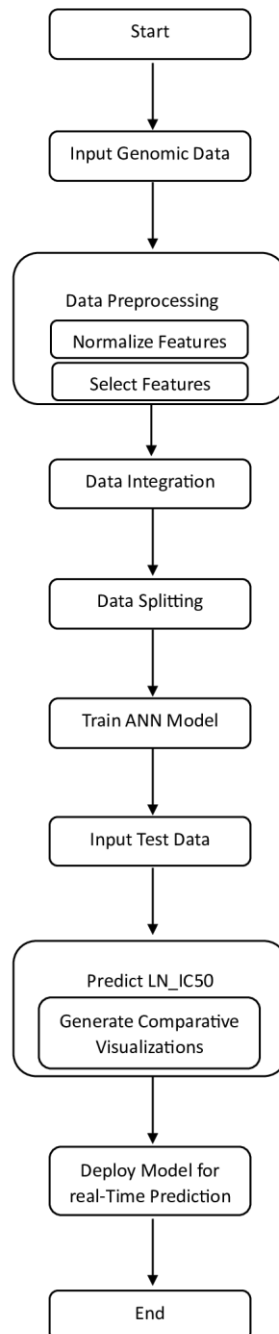 Start
Input Genomic Data
Data Preprocessing
Normalize Features
Select Features
Data Integration
Data Splitting
Train ANN Model
Input Test Data
Predict LN_IC50
Generate Comparative
Visualizations
Deploy Model for
real-Time Prediction
End